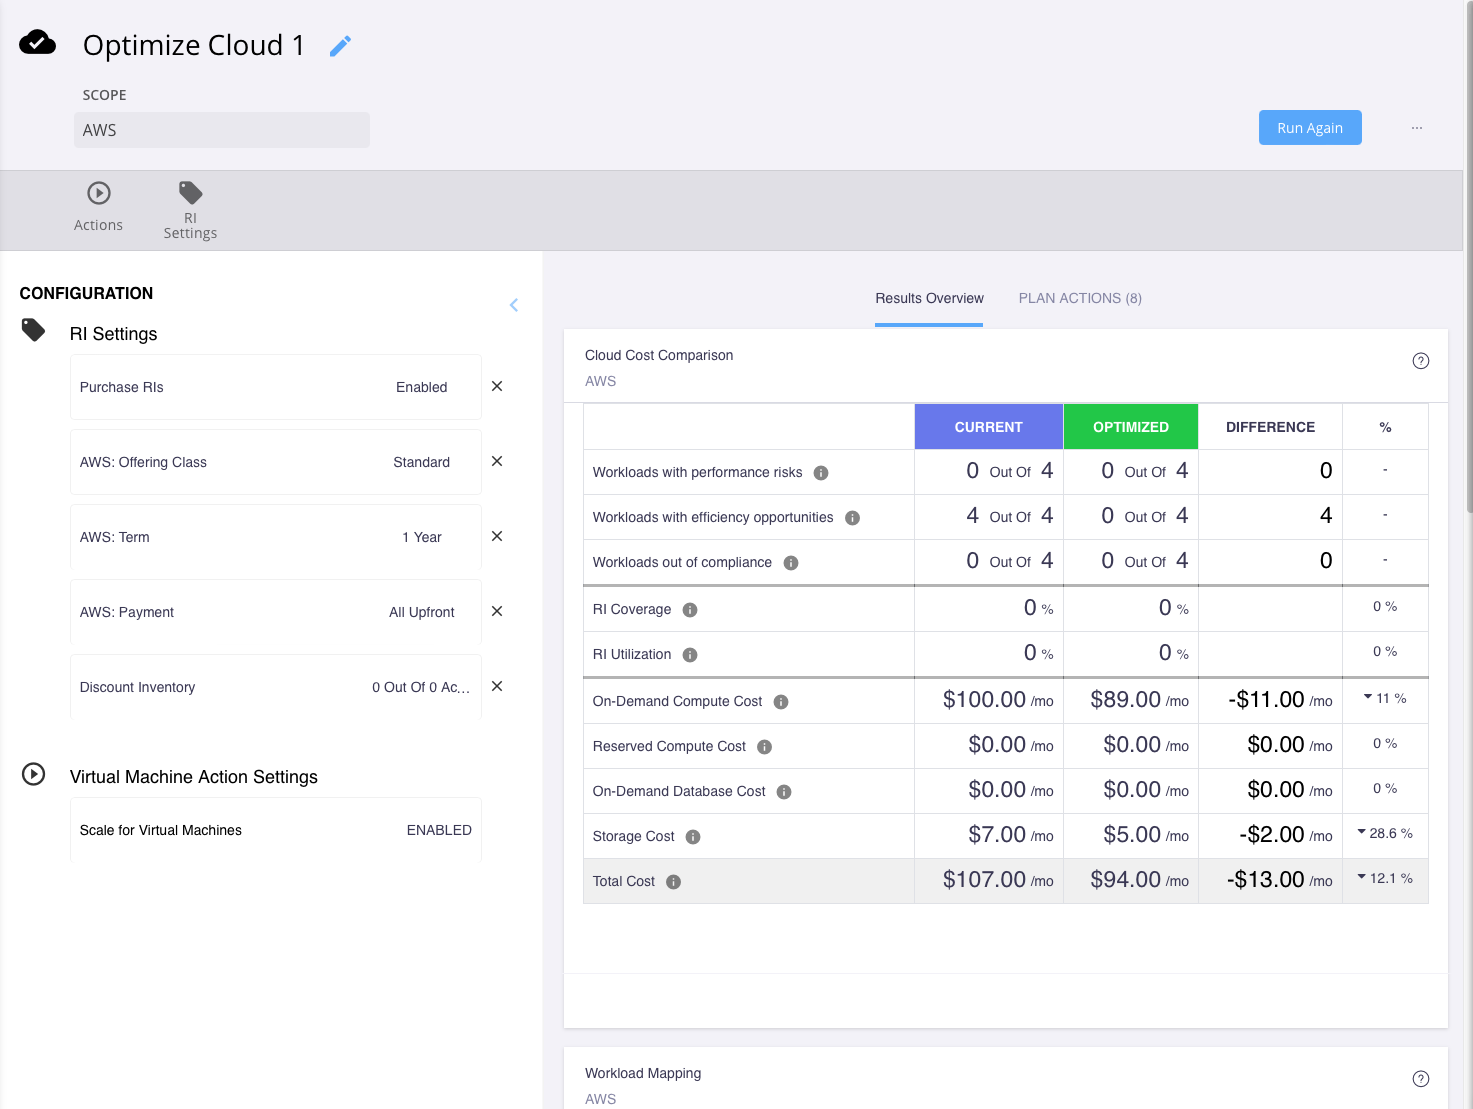 Optimize Cloud 1
SCOPE
AWS
Run Again
...
Actions
RI
Settings
CONFIGURATION
RI Settings
Purchase RIs Enabled
AWS: Offering Class Standard
AWS: Term 1 Year
AWS: Payment All Upfront
Discount Inventory 0 Out Of 0 Ac...
Virtual Machine Action Settings
Scale for Virtual Machines ENABLED
Results Overview PLAN ACTIONS (8)
Cloud Cost Comparison
AWS
CURRENT OPTIMIZED DIFFERENCE %
Workloads with performance risks 0 Out Of 4 0 Out Of 4 0 -
Workloads with efficiency opportunities 4 Out Of 4 0 Out Of 4 4 -
Workloads out of compliance 0 Out Of 4 0 Out Of 4 0 -
RI Coverage 0 % 0 % 0 %
RI Utilization 0 % 0 % 0 %
On-Demand Compute Cost $100.00 /mo $89.00 /mo -$11.00 /mo 11 %
Reserved Compute Cost $0.00 /mo $0.00 /mo $0.00 /mo 0 %
On-Demand Database Cost $0.00 /mo $0.00 /mo $0.00 /mo 0 %
Storage Cost $7.00 /mo $5.00 /mo -$2.00 /mo 28.6 %
Total Cost $107.00 /mo $94.00 /mo -$13.00 /mo 12.1 %
Workload Mapping
AWS